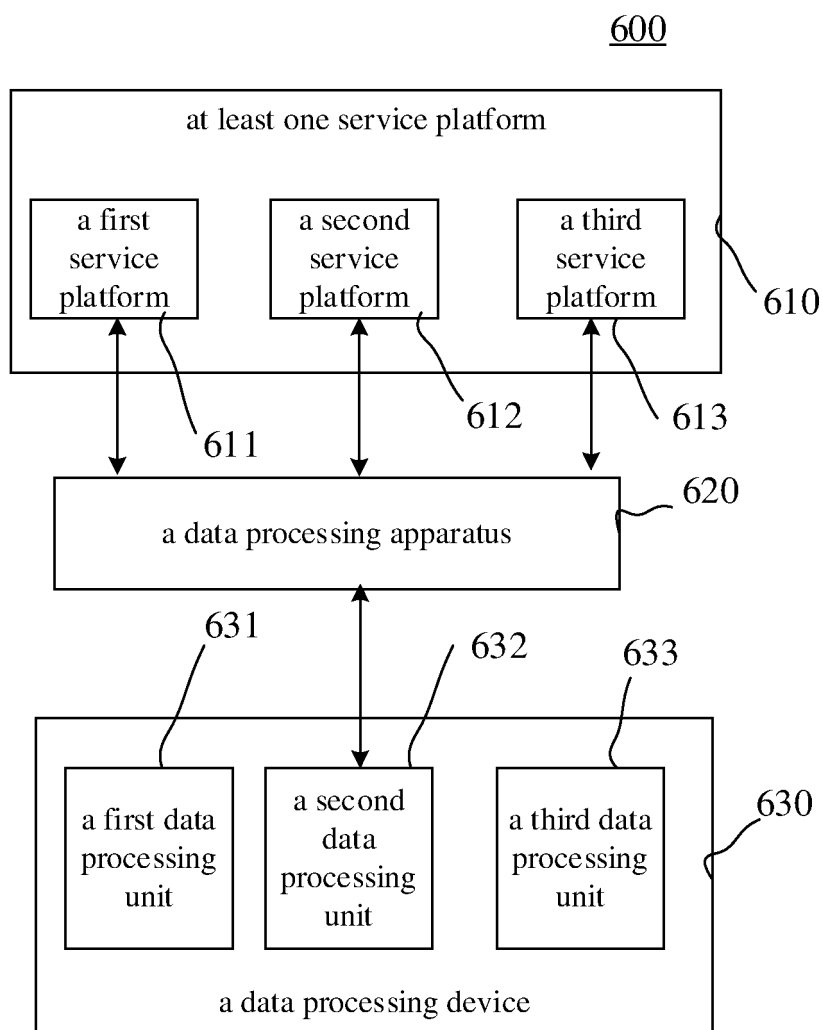 600
at least one service platform
a first
service
platform
a second
service
platform
a third
service
platform
610
611
612
613
620
a data processing apparatus
631
632
633
a first data
processing
unit
a second
data
processing
unit
a third data
processing
unit
630
a data processing device